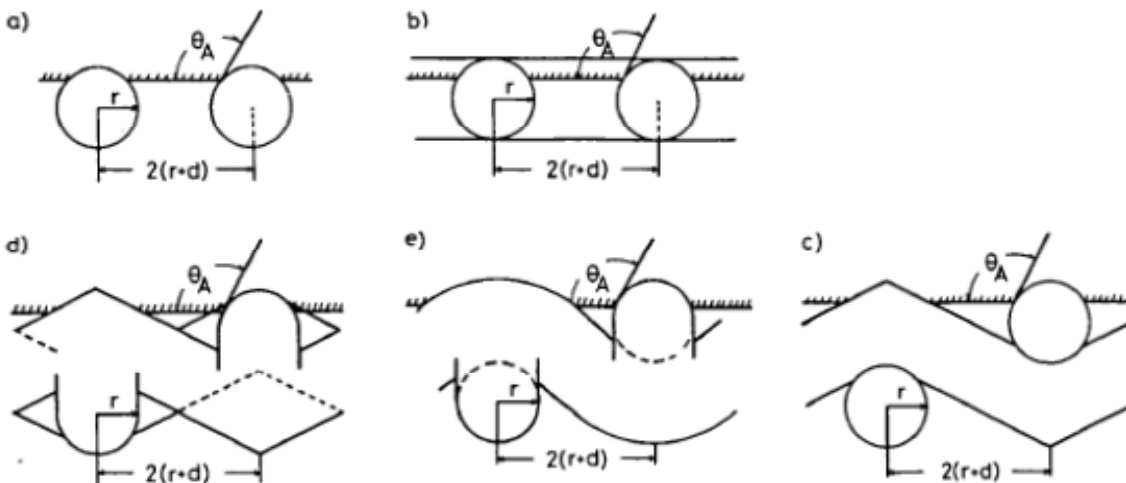 a)
θA
r
2(r+d)
b)
θA
r
2(r+d)
d)
θA
r
2(r+d)
e)
θA
r
2(r+d)
c)
θA
r
2(r+d)